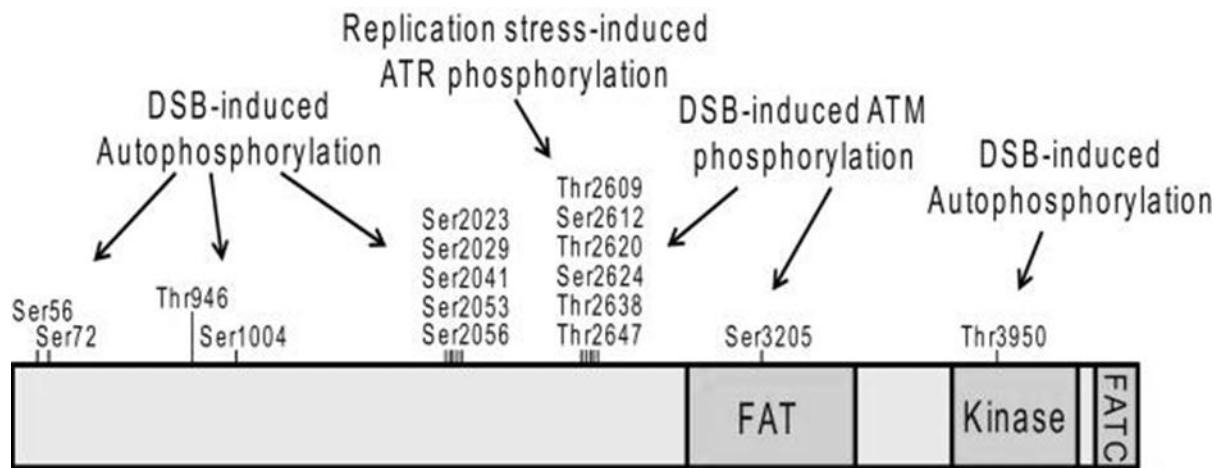 Replication stress-induced
ATR phosphorylation
DSB-induced
Autophosphorylation
DSB-induced ATM
phosphorylation
DSB-induced
Autophosphorylation
Ser56
Ser72
Thr946
Ser1004
Ser2023
Ser2029
Ser2041
Ser2053
Ser2056
Thr2609
Ser2612
Thr2620
Ser2624
Thr2638
Thr2647
Ser3205
Thr3950
FAT
Kinase
FATC